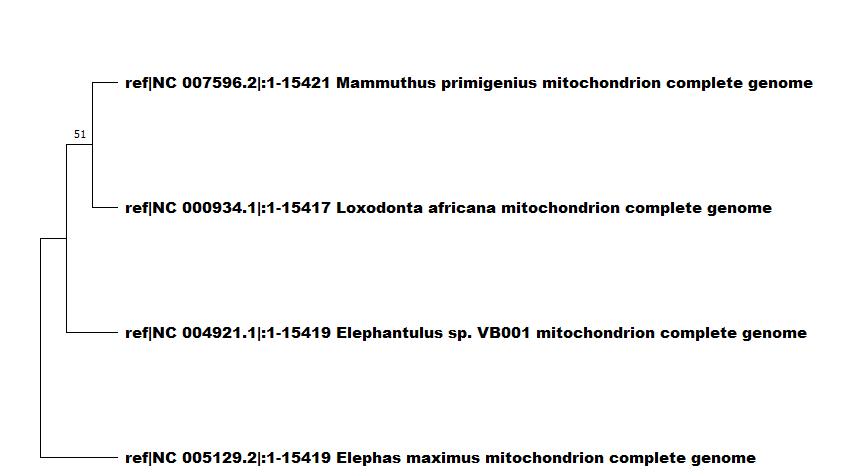 ref|NC 007596.2|:1-15421 Mammuthus primigenius mitochondrion complete genome
51
ref|NC 000934.1|:1-15417 Loxodonta africana mitochondrion complete genome
ref|NC 004921.1|:1-15419 Elephantulus sp. VB001 mitochondrion complete genome
ref|NC 005129.2|:1-15419 Elephas maximus mitochondrion complete genome